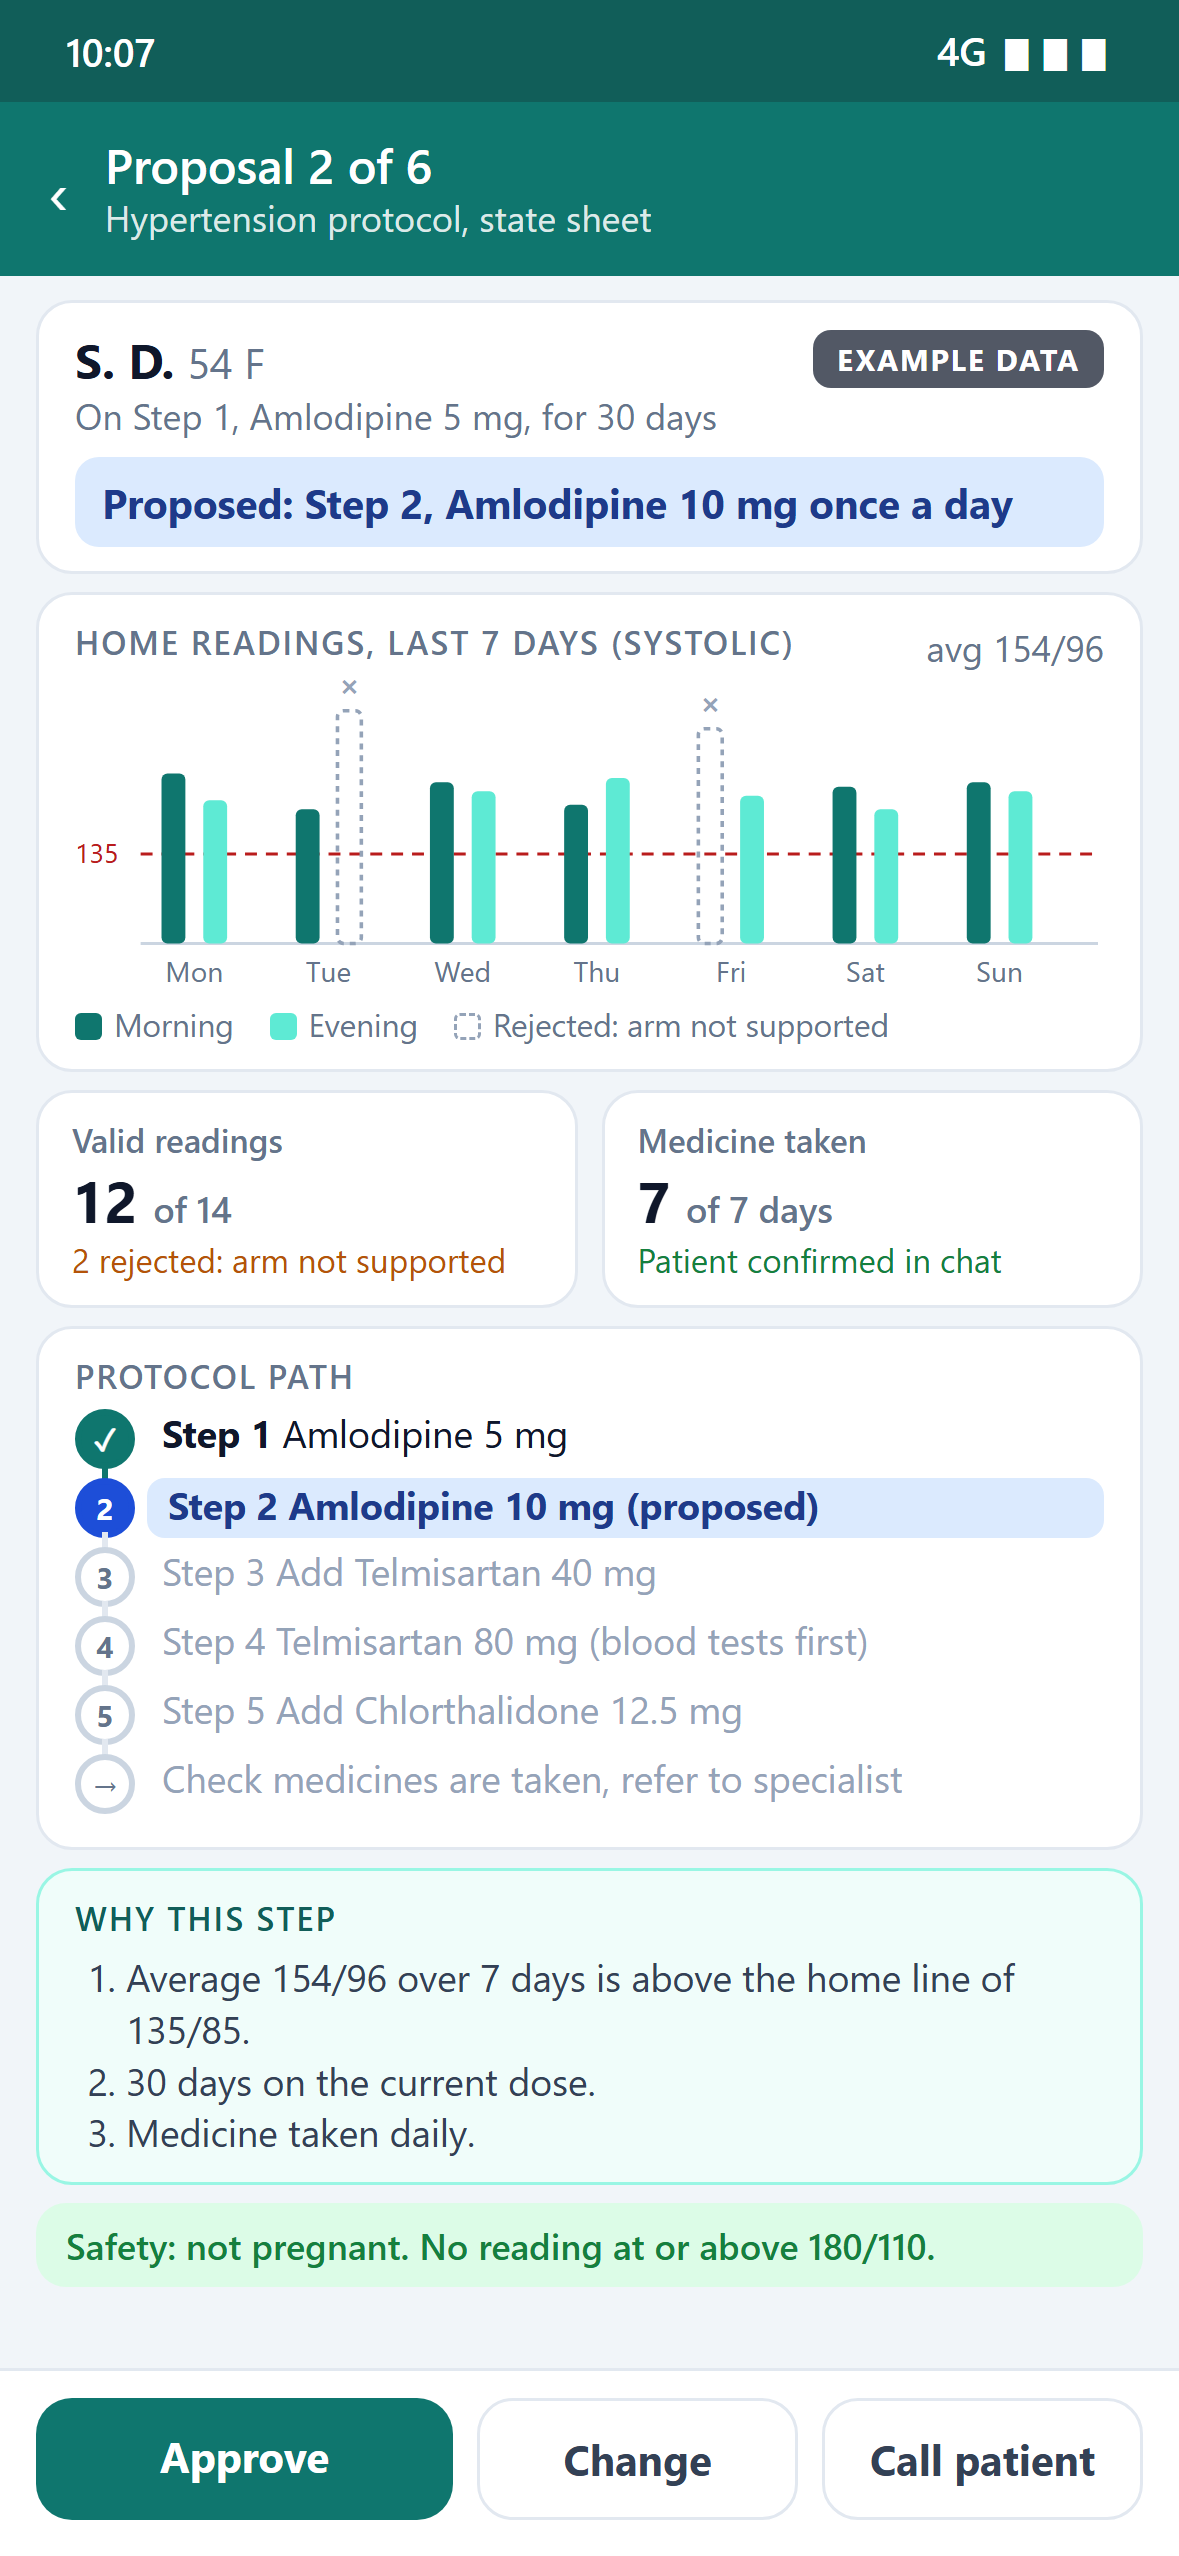 10:07
4G
‹
Proposal 2 of 6
Hypertension protocol, state sheet
S. D. 54 F
EXAMPLE DATA
On Step 1, Amlodipine 5 mg, for 30 days
Proposed: Step 2, Amlodipine 10 mg once a day
HOME READINGS, LAST 7 DAYS (SYSTOLIC)
avg 154/96
×
×
135
Mon Tue Wed Thu Fri Sat Sun
Morning Evening Rejected: arm not supported
Valid readings
12 of 14
2 rejected: arm not supported
Medicine taken
7 of 7 days
Patient confirmed in chat
PROTOCOL PATH
✓ Step 1 Amlodipine 5 mg
2 Step 2 Amlodipine 10 mg (proposed)
3 Step 3 Add Telmisartan 40 mg
4 Step 4 Telmisartan 80 mg (blood tests first)
5 Step 5 Add Chlorthalidone 12.5 mg
→ Check medicines are taken, refer to specialist
WHY THIS STEP
1. Average 154/96 over 7 days is above the home line of
135/85.
2. 30 days on the current dose.
3. Medicine taken daily.
Safety: not pregnant. No reading at or above 180/110.
Approve
Change
Call patient